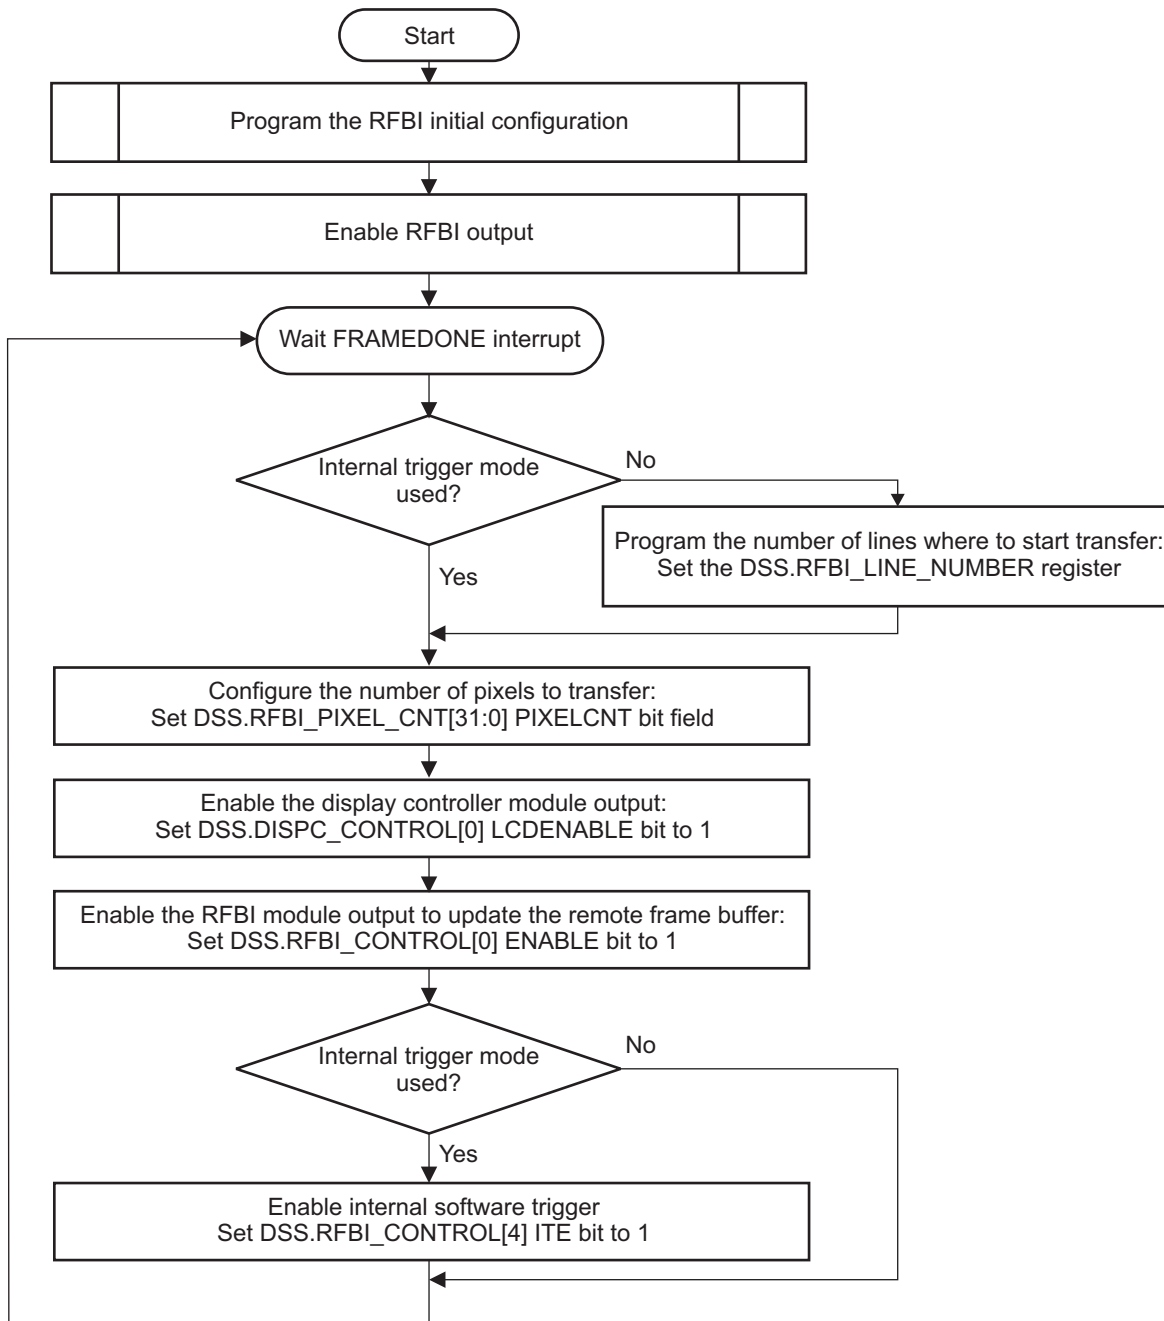 Start
Program the RFBI initial configuration
Enable RFBI output
Wait FRAMEDONE interrupt
Internal trigger mode
used?
No
Program the number of lines where to start transfer:
Set the DSS.RFBI_LINE_NUMBER register
Yes
Configure the number of pixels to transfer:
Set DSS.RFBI_PIXEL_CNT[31:0] PIXELCNT bit field
Enable the display controller module output:
Set DSS.DISPC_CONTROL[0] LCDENABLE bit to 1
Enable the RFBI module output to update the remote frame buffer:
Set DSS.RFBI_CONTROL[0] ENABLE bit to 1
Internal trigger mode
used?
No
Yes
Enable internal software trigger
Set DSS.RFBI_CONTROL[4] ITE bit to 1